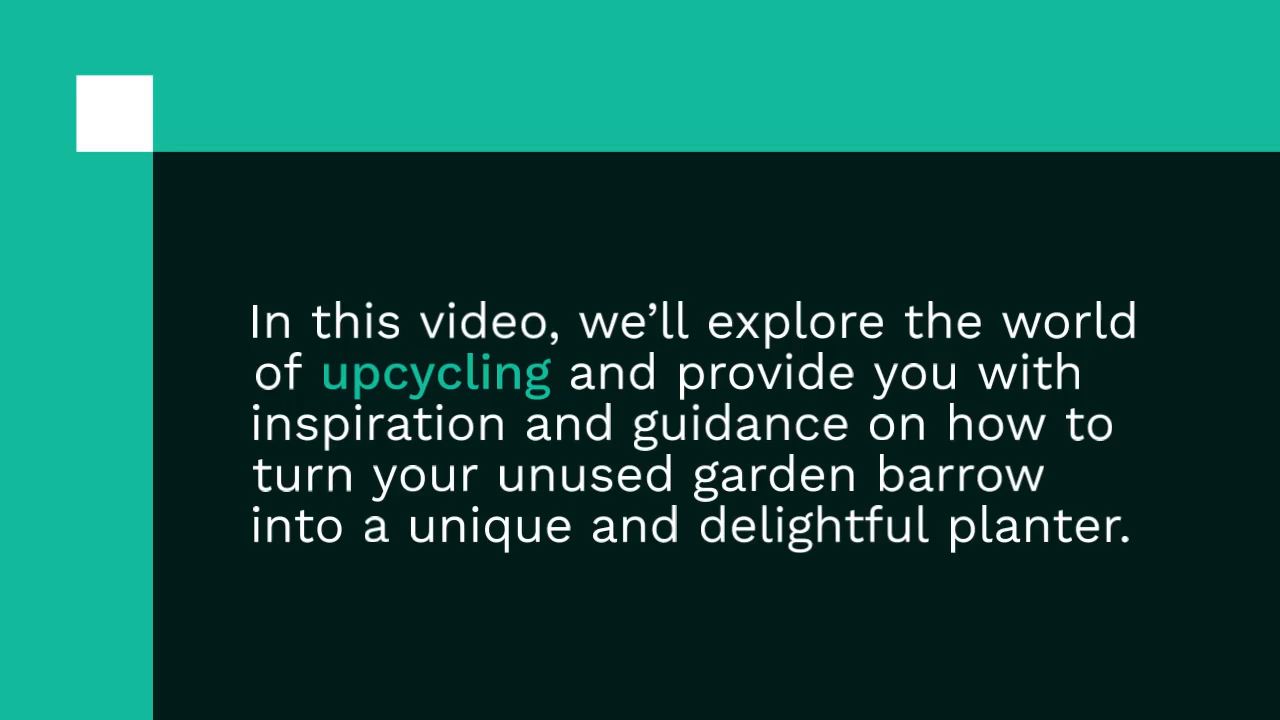 In this video, we’ll explore the world
of upcycling and provide you with
inspiration and guidance on how to
turn your unused garden barrow
into a unique and delightful planter.